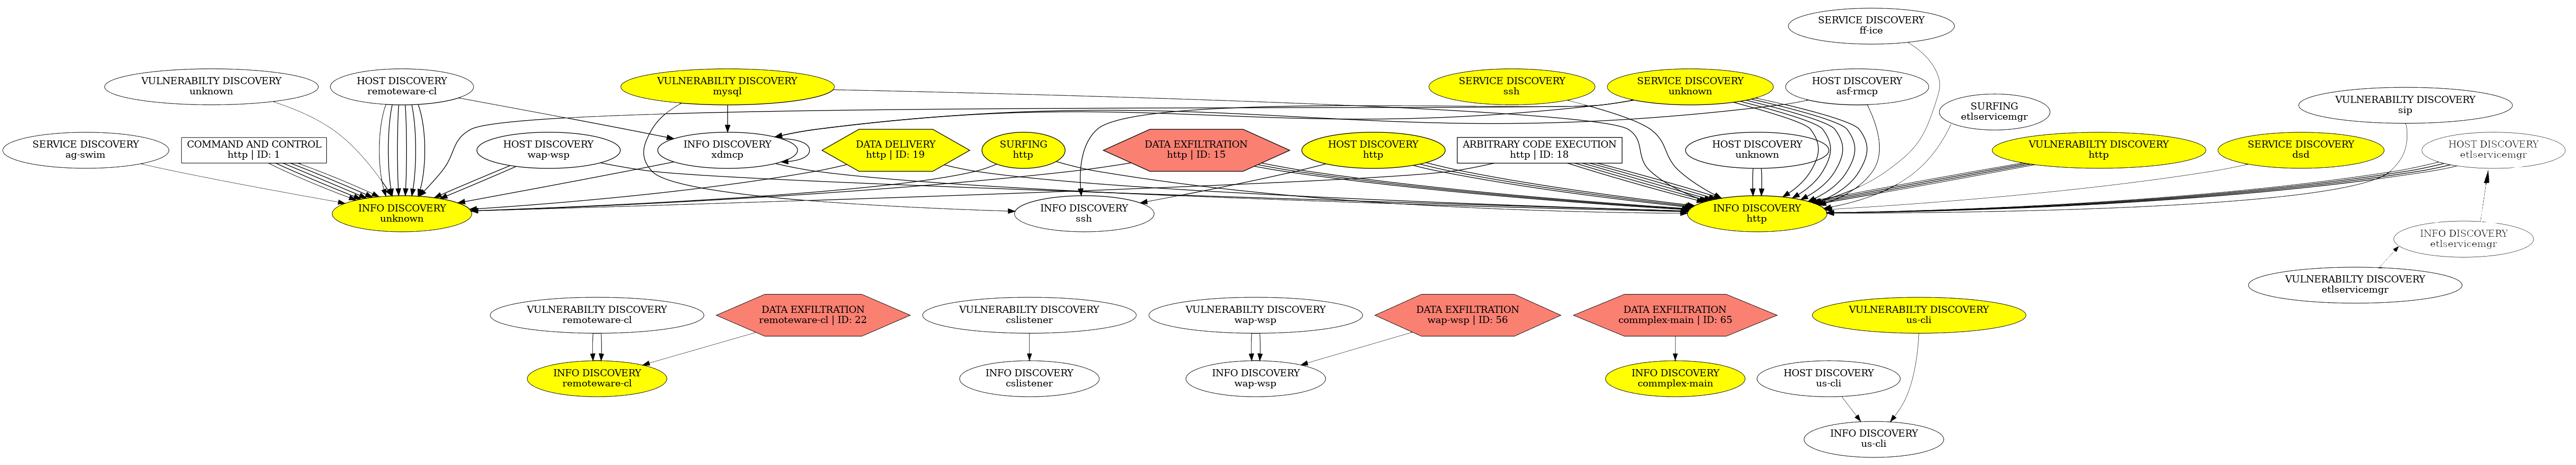 SERVICE DISCOVERY
ff-ice
VULNERABILTY DISCOVERY
unknown
HOST DISCOVERY
remoteware-cl
VULNERABILTY DISCOVERY
mysql
SERVICE DISCOVERY
ssh
SERVICE DISCOVERY
unknown
HOST DISCOVERY
asf-rmcp
SURFING
etlservicemgr
VULNERABILTY DISCOVERY
sip
SERVICE DISCOVERY
ag-swim
COMMAND AND CONTROL
http | ID: 1
HOST DISCOVERY
wap-wsp
INFO DISCOVERY
xdmcp
DATA DELIVERY
http | ID: 19
SURFING
http
DATA EXFILTRATION
http | ID: 15
HOST DISCOVERY
http
ARBITRARY CODE EXECUTION
http | ID: 18
HOST DISCOVERY
unknown
VULNERABILTY DISCOVERY
http
SERVICE DISCOVERY
dsd
HOST DISCOVERY
etlservicemgr
INFO DISCOVERY
unknown
INFO DISCOVERY
ssh
INFO DISCOVERY
http
INFO DISCOVERY
etlservicemgr
VULNERABILTY DISCOVERY
etlservicemgr
VULNERABILTY DISCOVERY
remoteware-cl
DATA EXFILTRATION
remoteware-cl | ID: 22
VULNERABILTY DISCOVERY
cslistener
VULNERABILTY DISCOVERY
wap-wsp
DATA EXFILTRATION
wap-wsp | ID: 56
DATA EXFILTRATION
commplex-main | ID: 65
VULNERABILTY DISCOVERY
us-cli
INFO DISCOVERY
remoteware-cl
INFO DISCOVERY
cslistener
INFO DISCOVERY
wap-wsp
INFO DISCOVERY
commplex-main
HOST DISCOVERY
us-cli
INFO DISCOVERY
us-cli